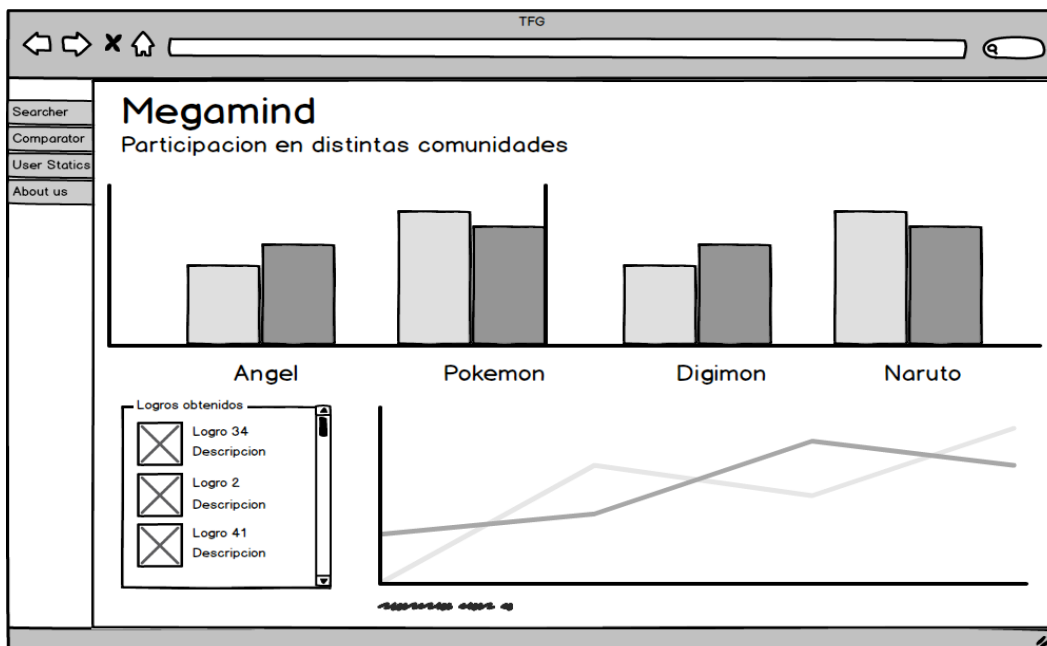 TFG
Searcher
Comparator
User Statics
About us
Megamind
Participacion en distintas comunidades
Angel
Pokemon
Digimon
Naruto
Logros obtenidos
Logro 34
Descripcion
Logro 2
Descripcion
Logro 41
Descripcion